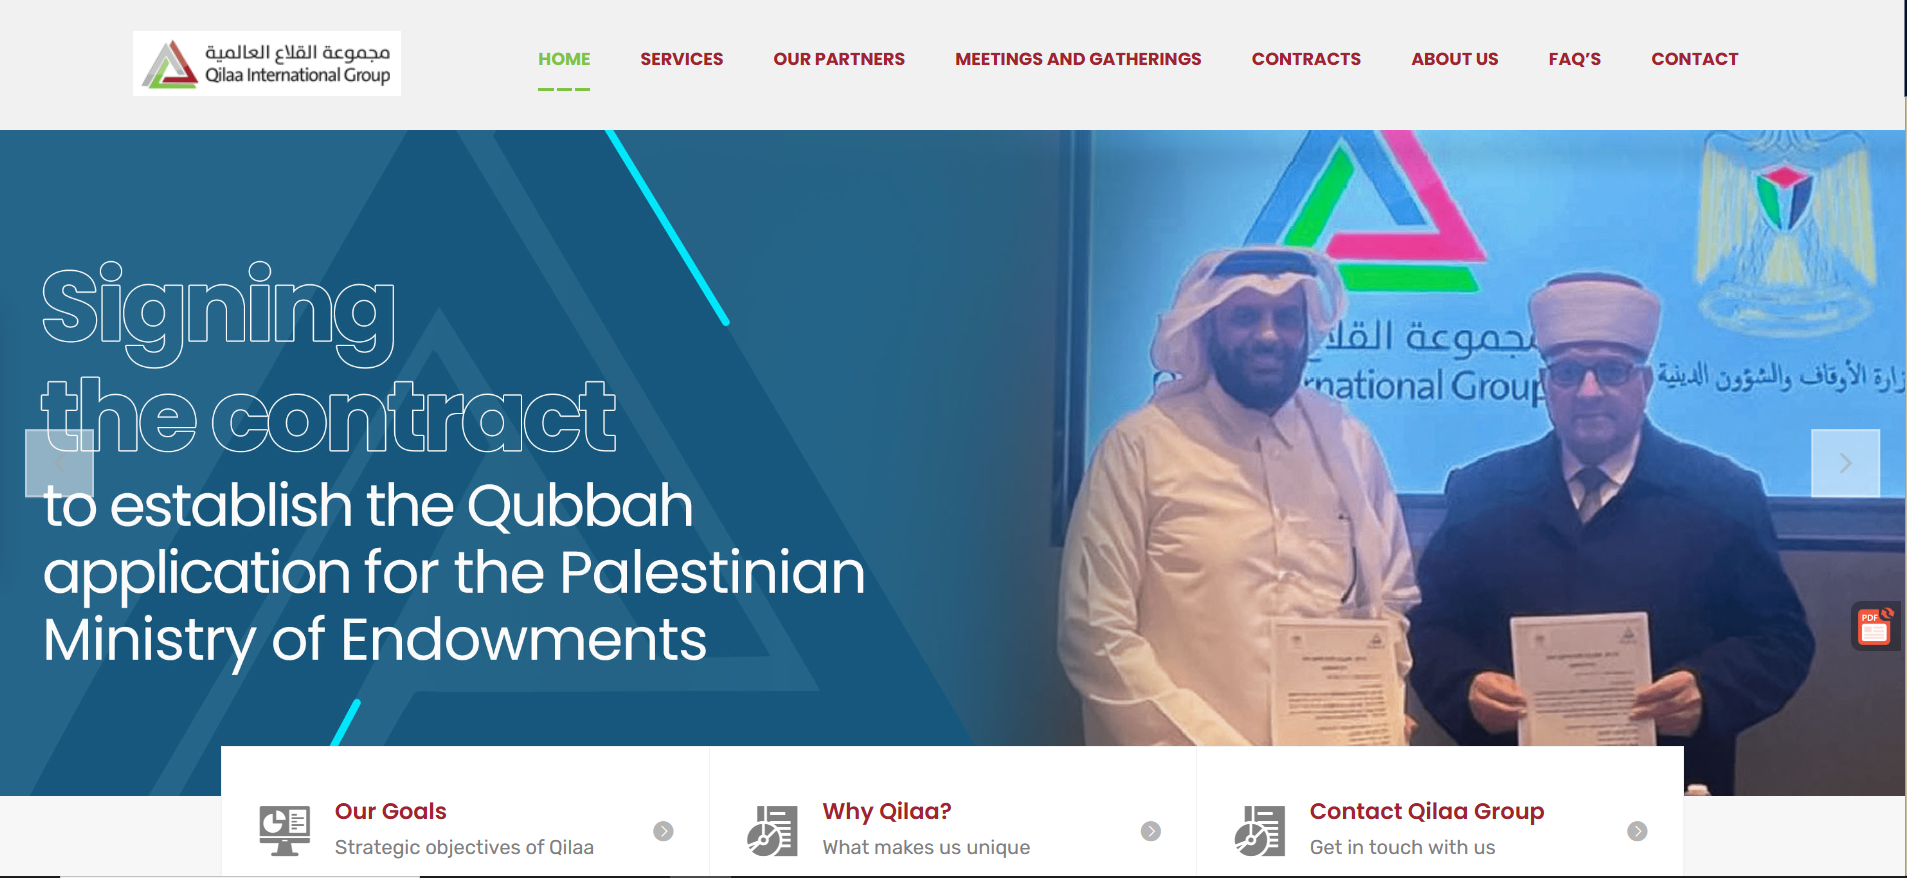 مجموعة القلاع العالمية
Qilaa International Group
HOME
SERVICES
OUR PARTNERS
MEETINGS AND GATHERINGS
CONTRACTS
ABOUT US
FAQ’S
CONTACT
Signing
the contract
to establish the Qubbah
application for the Palestinian
Ministry of Endowments
rnational Group
زارة الأوقاف والشؤون الدينية
PDF
Our Goals
Strategic objectives of Qilaa
Why Qilaa?
What makes us unique
Contact Qilaa Group
Get in touch with us